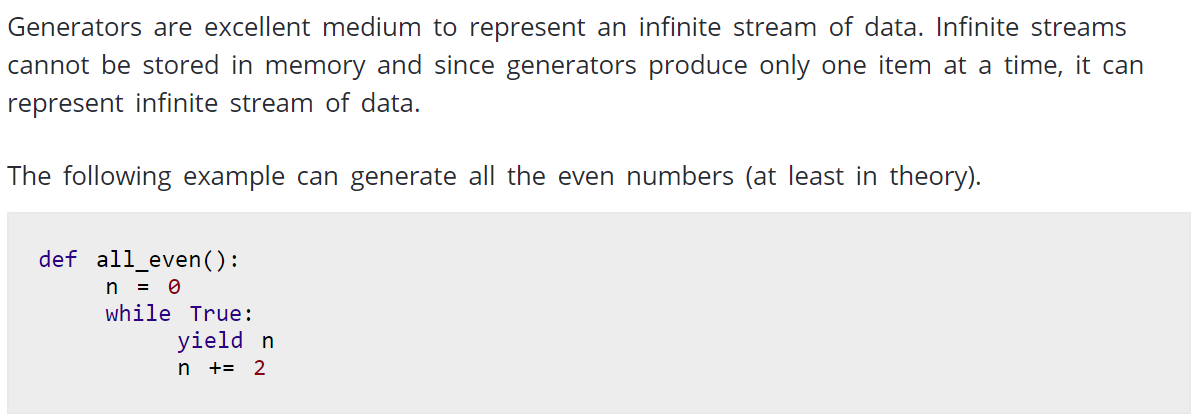 Generators are excellent medium to represent an infinite stream of data. Infinite streams
cannot be stored in memory and since generators produce only one item at a time, it can
represent infinite stream of data.
The following example can generate all the even numbers (at least in theory).
def all_even():
    n = 0
    while True:
        yield n
        n += 2